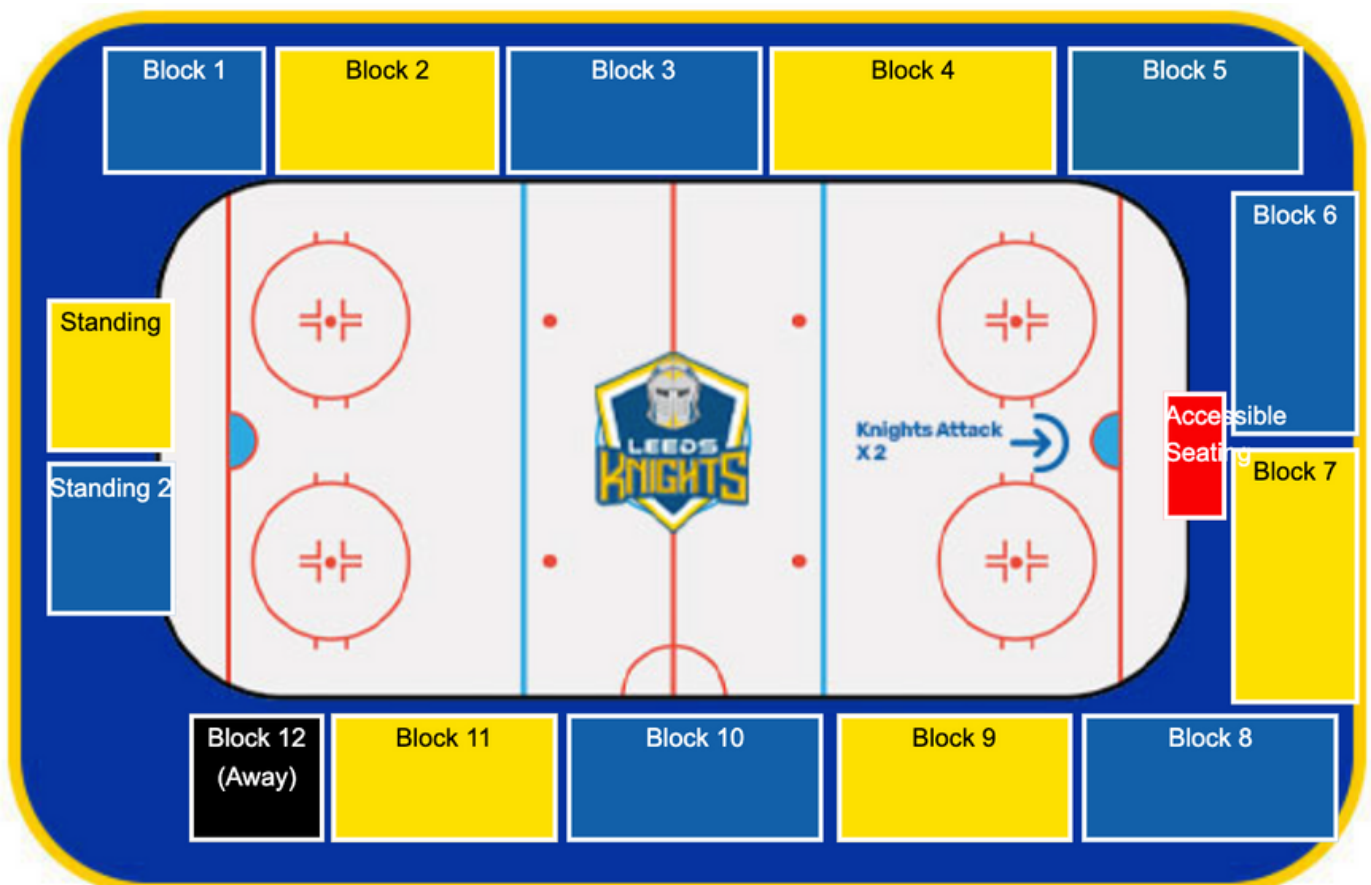 Block 1
Block 2
Block 3
Block 4
Block 5
Block 6
Standing
Knights Attack
X 2
Accessible
Seating
LEEDS
KNIGHTS
Block 7
Standing 2
Block 12
(Away)
Block 11
Block 10
Block 9
Block 8